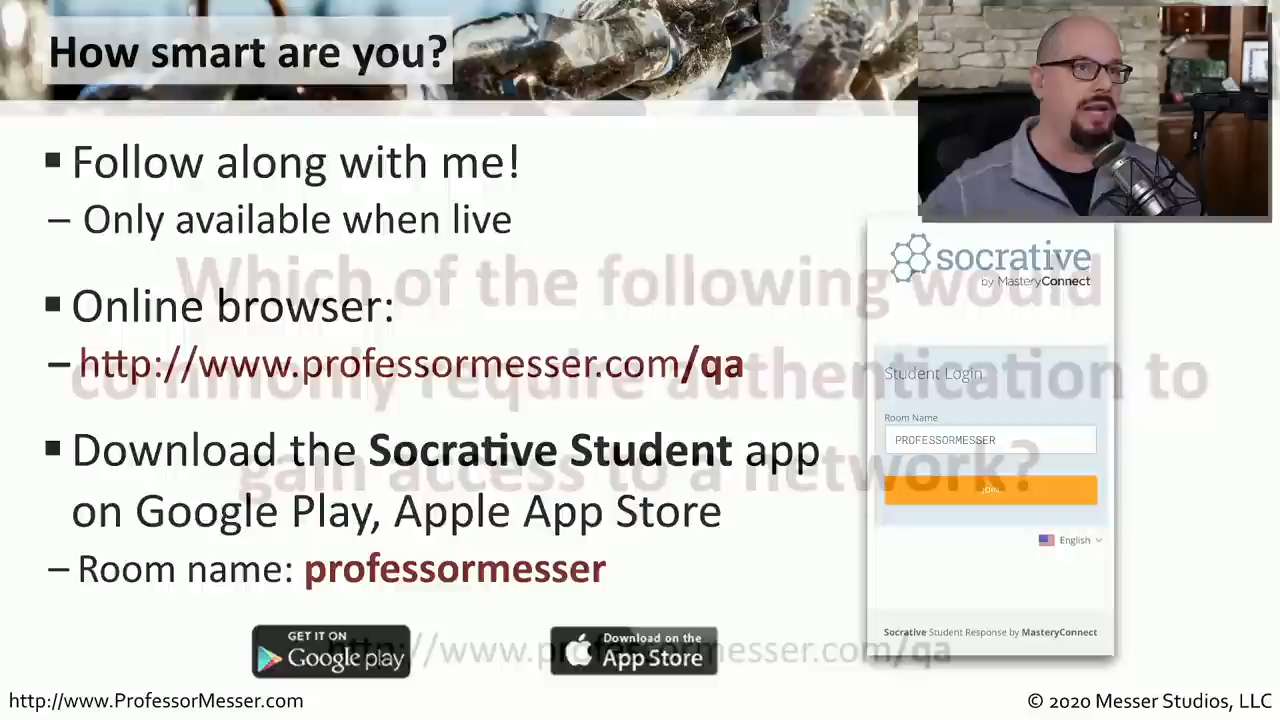 How smart are you?
▪ Follow along with me!
– Only available when live
Which of the following would
▪ Online browser:
– http://www.professormesser.com/qa
commonly require authentication to
▪ Download the Socrative Student app
gain access to a network?
on Google Play, Apple App Store
– Room name: professormesser
socrative
by MasteryConnect
Student Login
Room Name
PROFESSORMESSER
JOIN
English
Socrative Student Response by MasteryConnect
GET IT ON
Google play
Download on the
App Store
http://www.professormesser.com/qa
http://www.ProfessorMesser.com
© 2020 Messer Studios, LLC